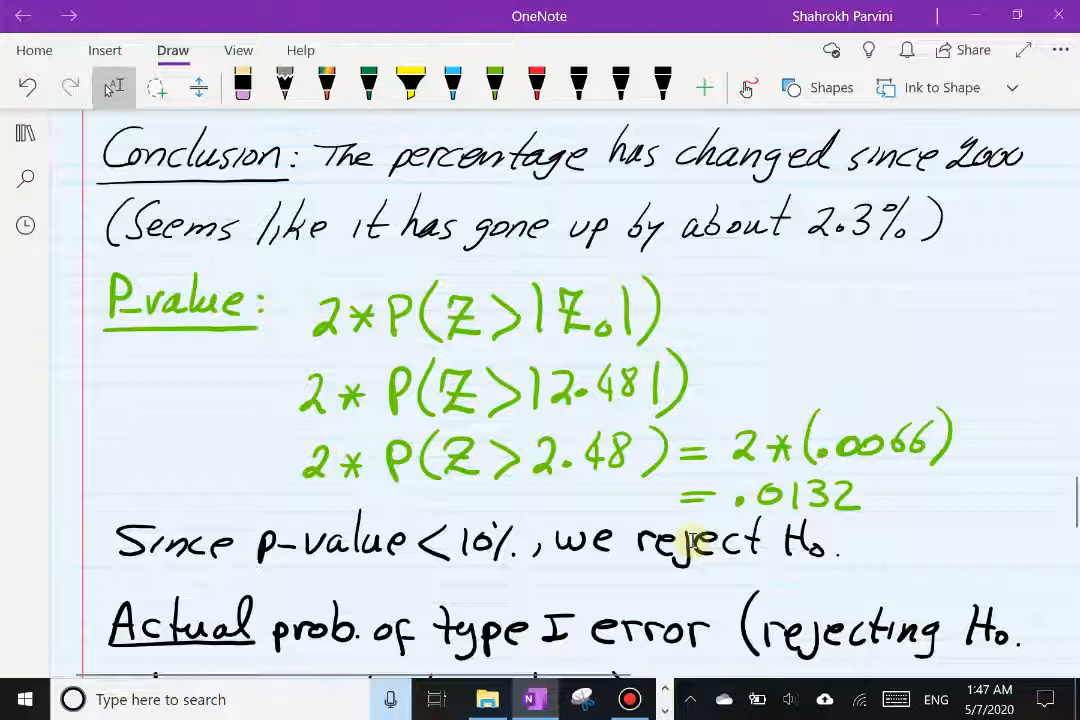 OneNote
Shahrokh Parvini
Home Insert Draw View Help
Share
Shapes
Ink to Shape
Conclusion: The percentage has changed since 2000
(Seems like it has gone up by about 2.3%)
P-value: 2*P(Z>|Z₀|)
2*P(Z>|2.48|)
2*P(Z>2.48) = 2*(.0066)
= .0132
Since p-value < 10%, we reject H₀.
Actual prob. of type I error (rejecting H₀.
Type here to search
ENG
1:47 AM
5/7/2020